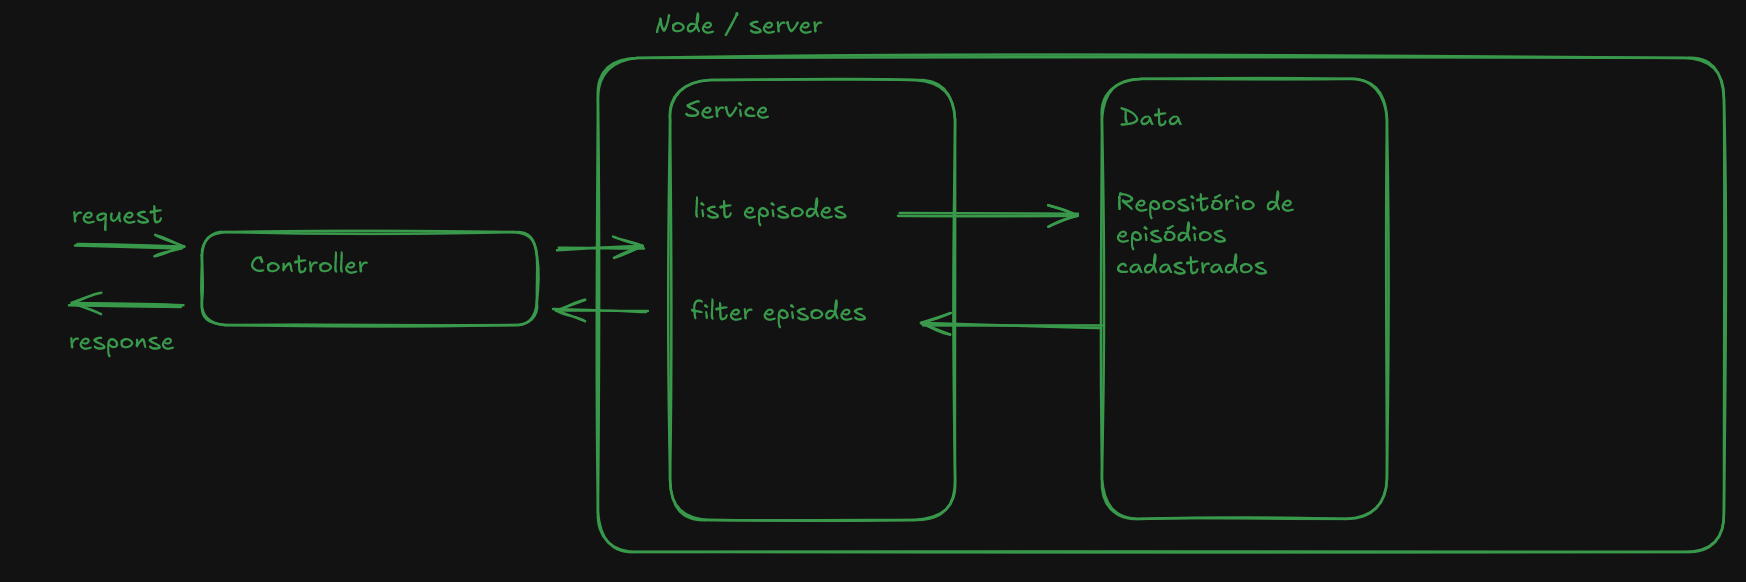 Node / server
Service
Data
list episodes
Repositório de
episódios
cadastrados
request
Controller
filter episodes
response